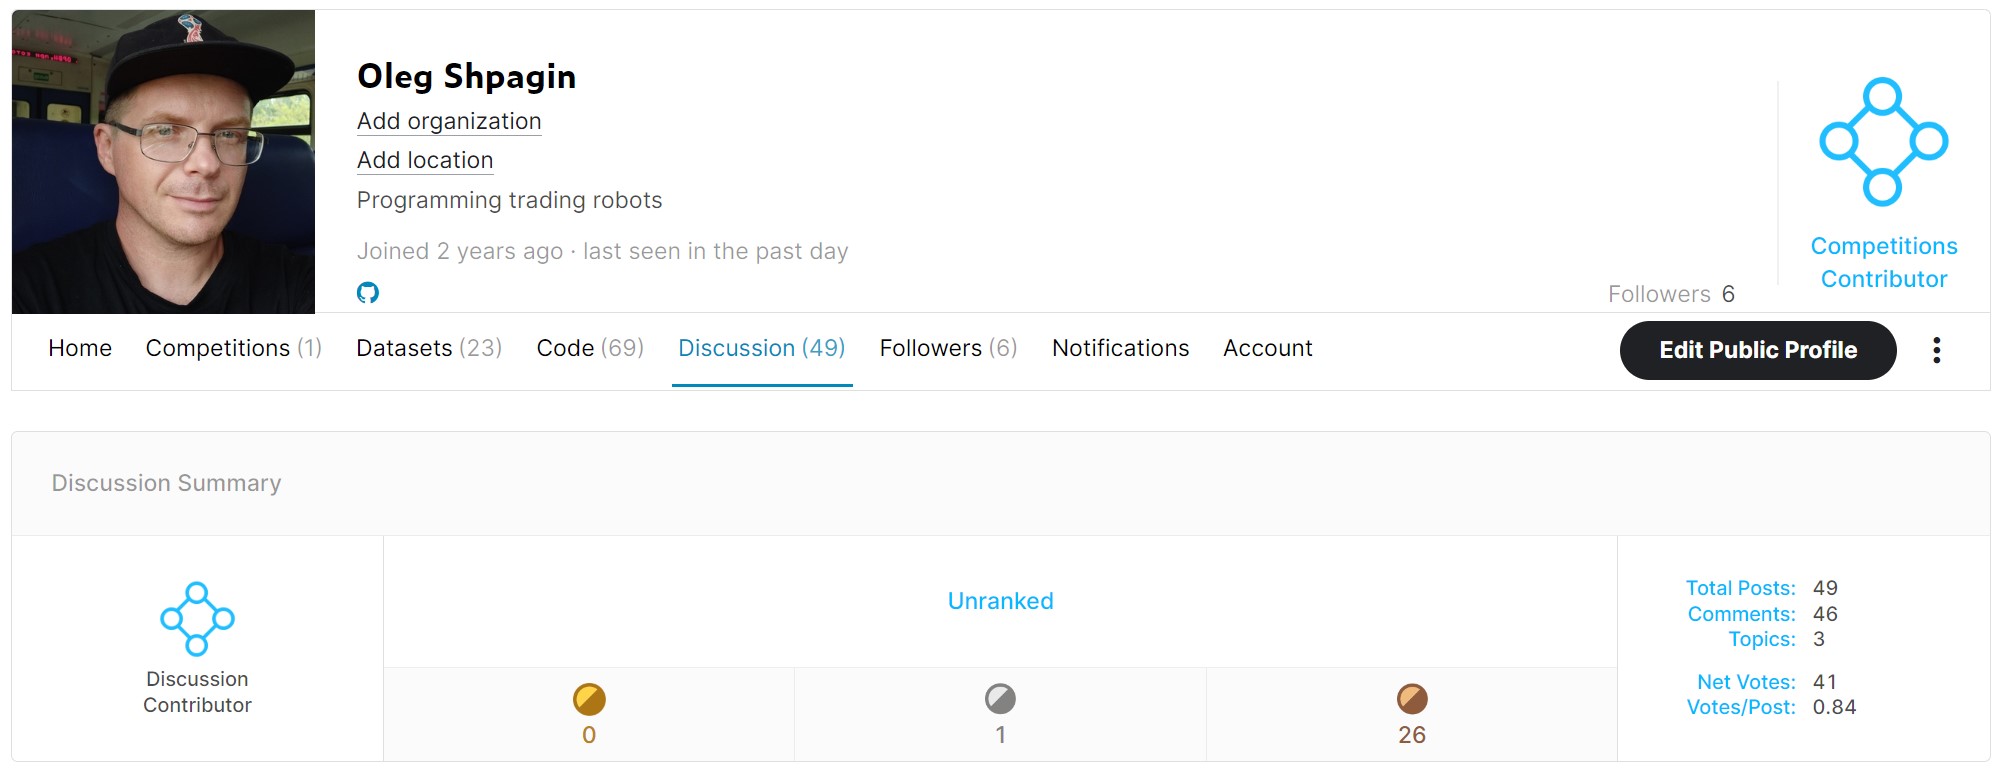 Oleg Shpagin
Add organization
Add location
Programming trading robots
Joined 2 years ago · last seen in the past day
Followers 6
Competitions
Contributor
Home Competitions (1) Datasets (23) Code (69) Discussion (49) Followers (6) Notifications Account
Edit Public Profile
Discussion Summary
Discussion
Contributor
Unranked
0
1
26
Total Posts: 49
Comments: 46
Topics: 3
Net Votes: 41
Votes/Post: 0.84